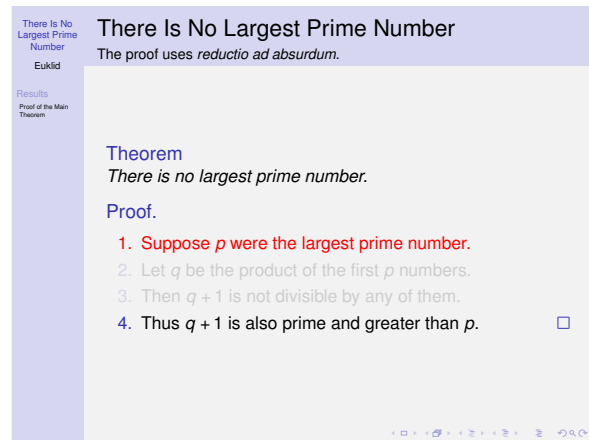 There Is No
Largest Prime
Number
Euklid
Results
Proof of the Main
Theorem
There Is No Largest Prime Number
The proof uses reductio ad absurdum.
Theorem
There is no largest prime number.
Proof.
1. Suppose p were the largest prime number.
2. Let q be the product of the first p numbers.
3. Then q + 1 is not divisible by any of them.
4. Thus q + 1 is also prime and greater than p. □